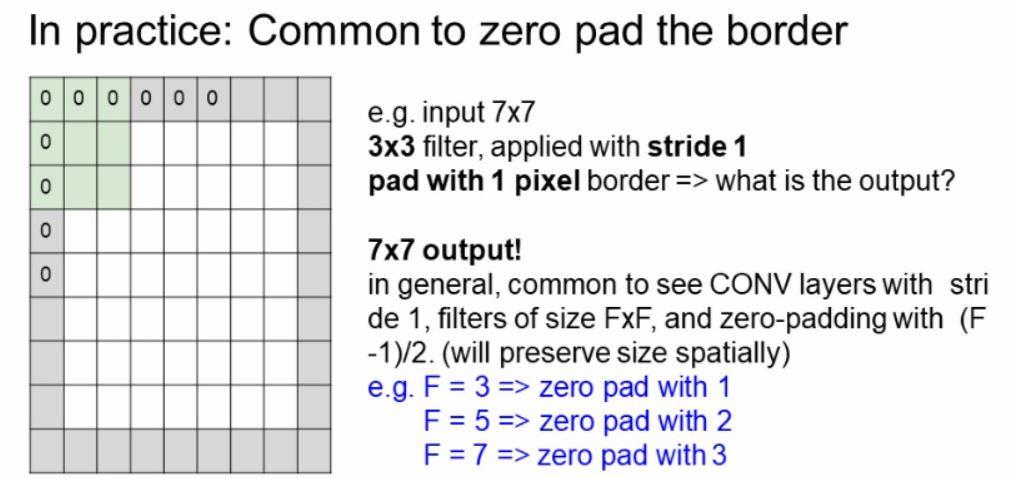 In practice: Common to zero pad the border
0 0 0 0 0 0
0
0
0
0
e.g. input 7x7
3x3 filter, applied with stride 1
pad with 1 pixel border => what is the output?
7x7 output!
in general, common to see CONV layers with stri
de 1, filters of size FxF, and zero-padding with (F
-1)/2. (will preserve size spatially)
e.g. F = 3 => zero pad with 1
F = 5 => zero pad with 2
F = 7 => zero pad with 3